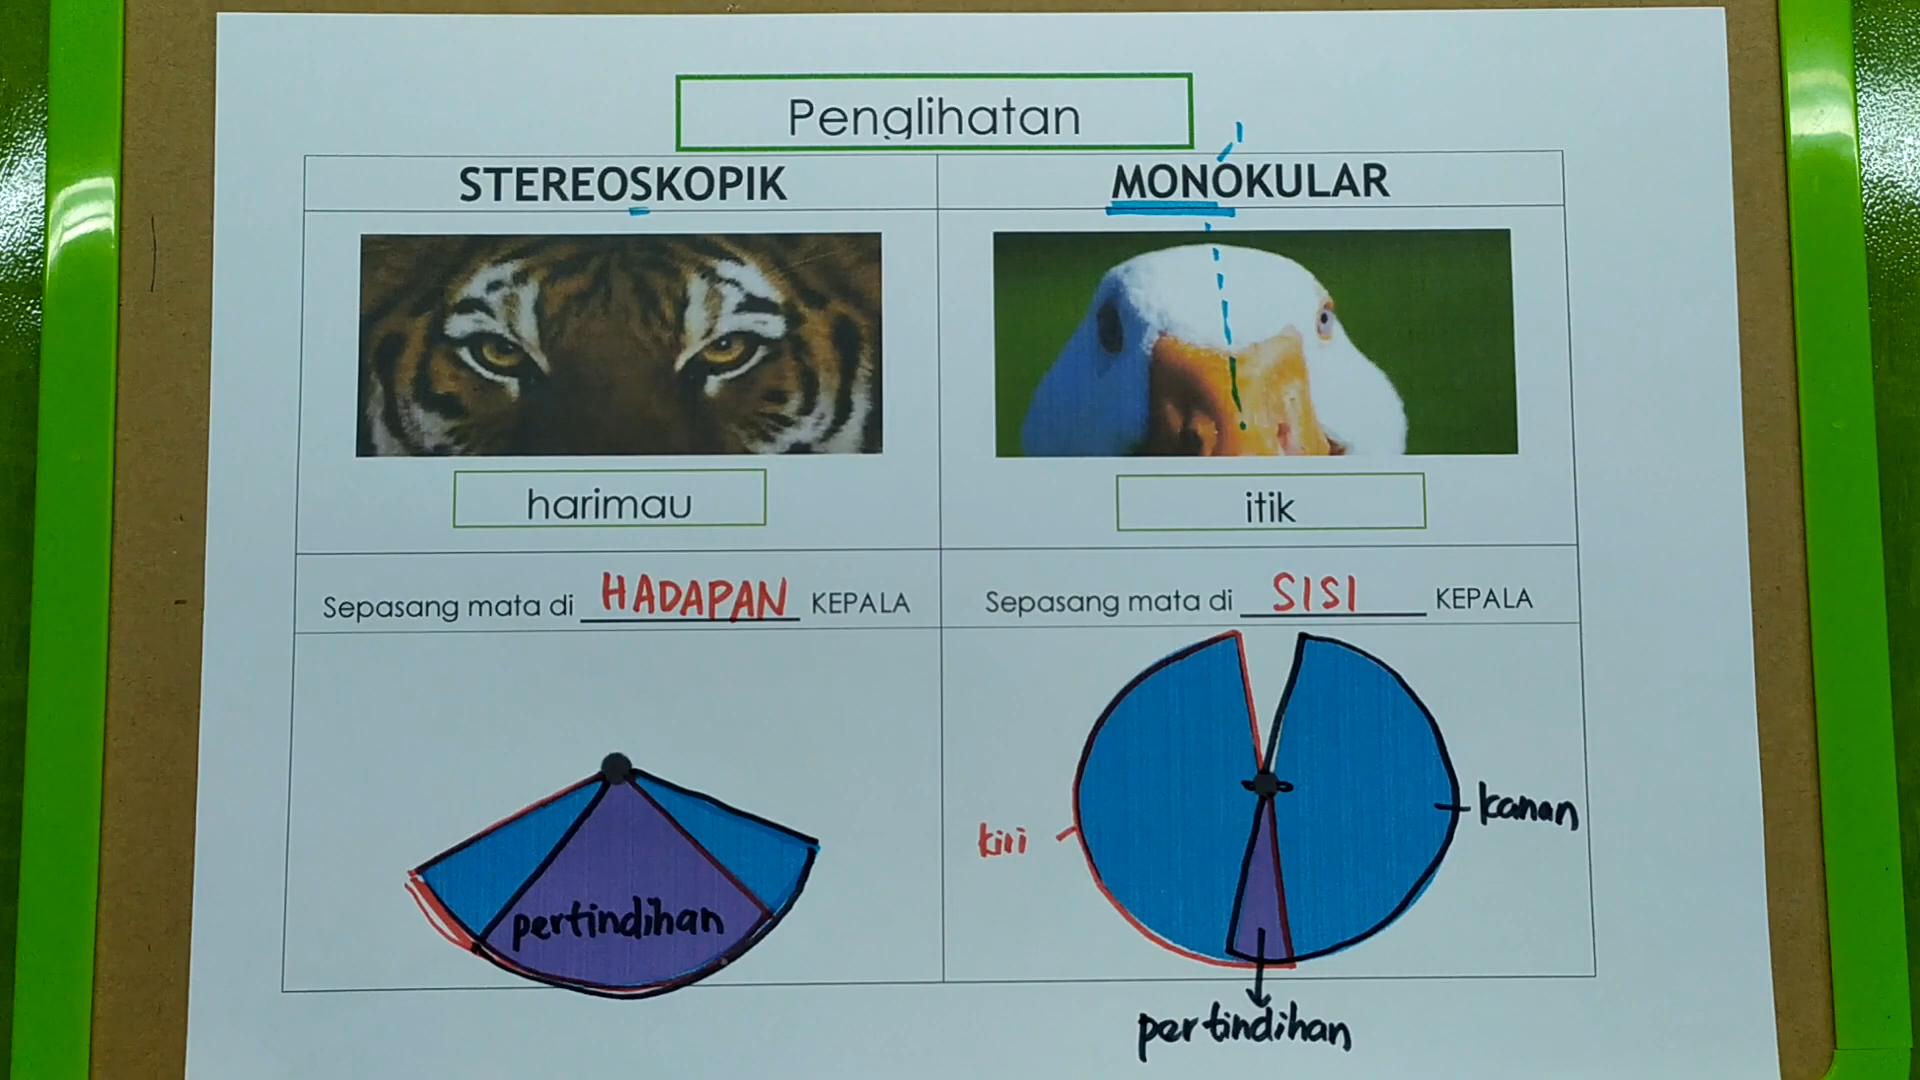 Penglihatan
STEREOSKOPIK
MONOKULAR
harimau
itik
Sepasang mata di HADAPAN KEPALA
Sepasang mata di SISI KEPALA
kiri
kanan
pertindihan
pertindihan